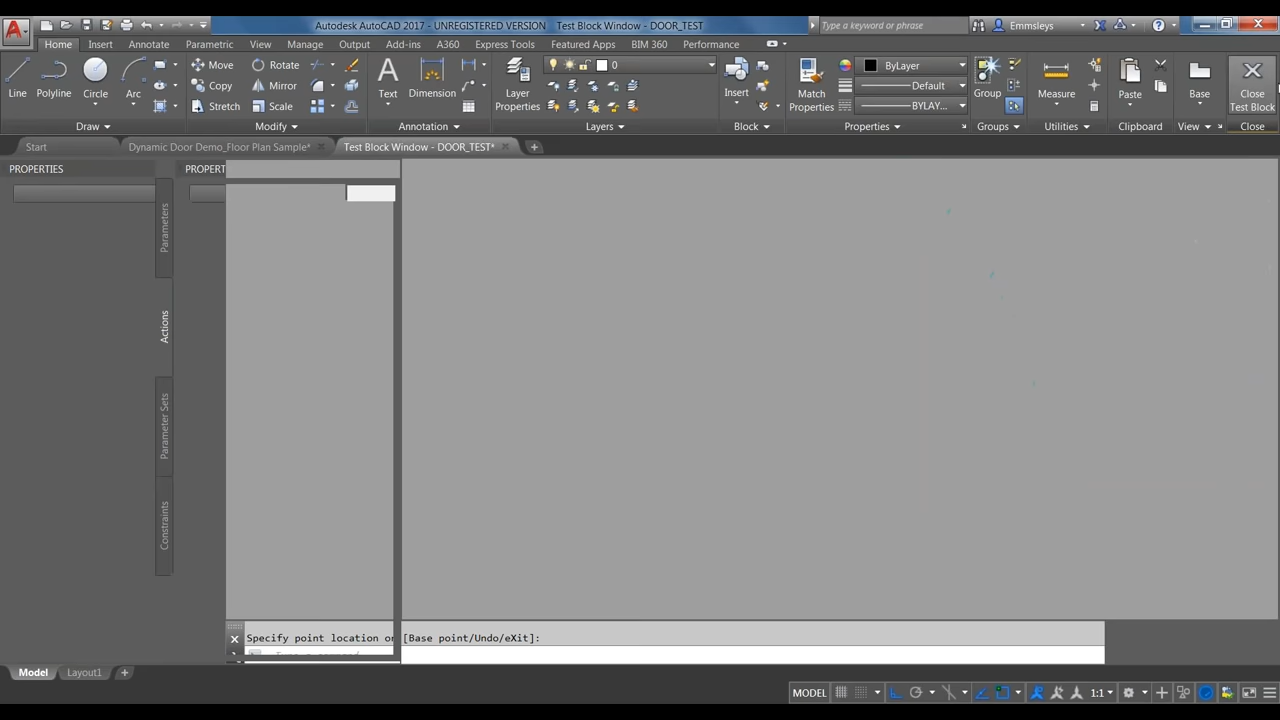 Autodesk AutoCAD 2017 - UNREGISTERED VERSION Test Block Window - DOOR_TEST
Type a keyword or phrase
Emmsleys
Home Insert Annotate Parametric View Manage Output Add-ins A360 Express Tools Featured Apps BIM 360 Performance
Line Polyline Circle Arc
Move Rotate
Copy Mirror
Stretch Scale
Text Dimension
Layer Properties
0
Insert
Match Properties
ByLayer
Default
BYLAY...
Group
Measure
Paste
Base
Close Test Block
Draw Modify Annotation Layers Block Properties Groups Utilities Clipboard View Close
Start Dynamic Door Demo_Floor Plan Sample* Test Block Window - DOOR_TEST*
PROPERTIES PROPERT
Parameters
Actions
Parameter Sets
Constraints
Specify point location or [Base point/Undo/eXit]:
Model Layout1
MODEL 1:1